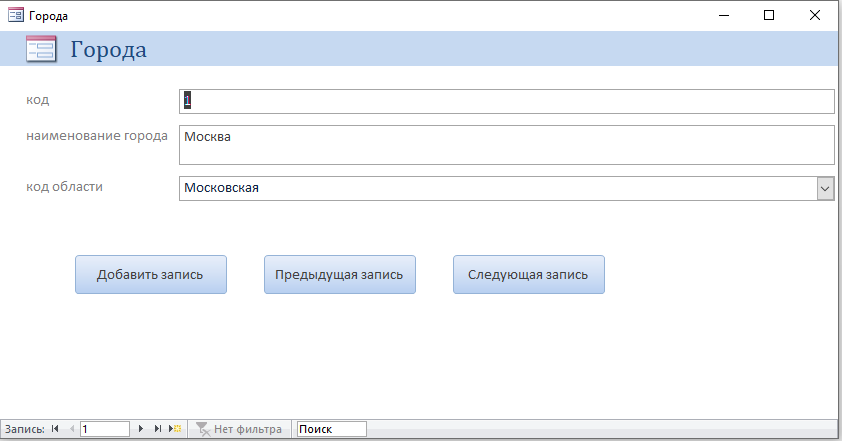 Города
Города
код
1
наименование города
Москва
код области
Московская
Добавить запись
Предыдущая запись
Следующая запись
Запись:
1
Нет фильтра
Поиск